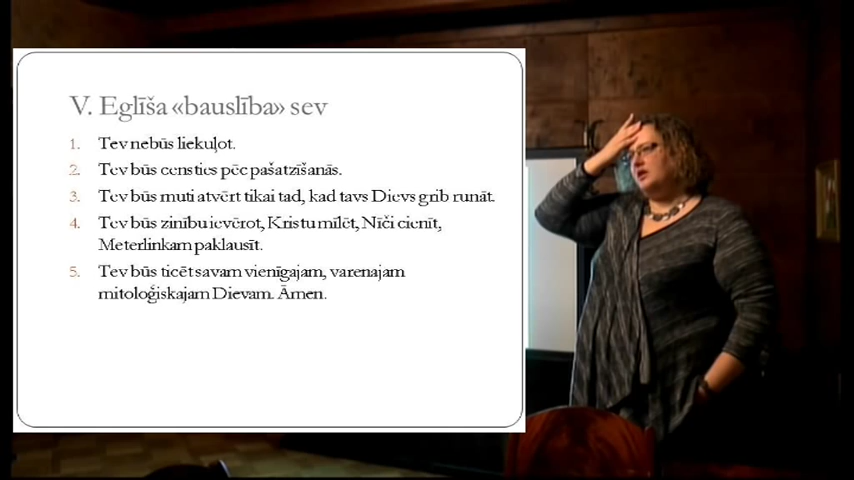 V. Eglīša «bauslība» sev
1. Tev nebūs liekuļot.
2. Tev būs censties pēc pašatzīšanās.
3. Tev būs muti atvērt tikai tad, kad tavs Dievs grib runāt.
4. Tev būs zinību ievērot, Kristu mīlēt, Nīči cienīt,
Meterlinkam paklausīt.
5. Tev būs ticēt savam vienīgajam, varenajam
mitoloģiskajam Dievam. Āmen.